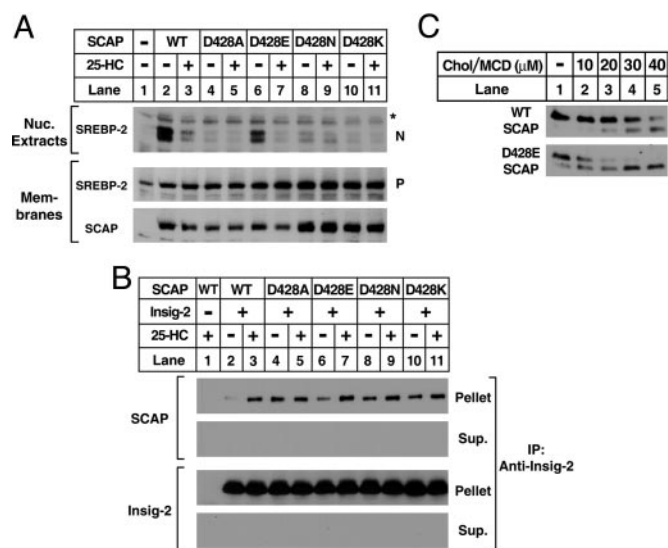 A
SCAP - WT D428A D428E D428N D428K
25-HC - - + - + - + - + - +
Lane 1 2 3 4 5 6 7 8 9 10 11
Nuc. Extracts SREBP-2 * N
Mem- branes SREBP-2 P
SCAP
C
Chol/MCD (μM) - 10 20 30 40
Lane 1 2 3 4 5
WT SCAP
D428E SCAP
B
SCAP WT WT D428A D428E D428N D428K
Insig-2 - + + + + +
25-HC + - + - + - + - + - +
Lane 1 2 3 4 5 6 7 8 9 10 11
SCAP Pellet
Sup.
IP: Anti-Insig-2
Insig-2 Pellet
Sup.